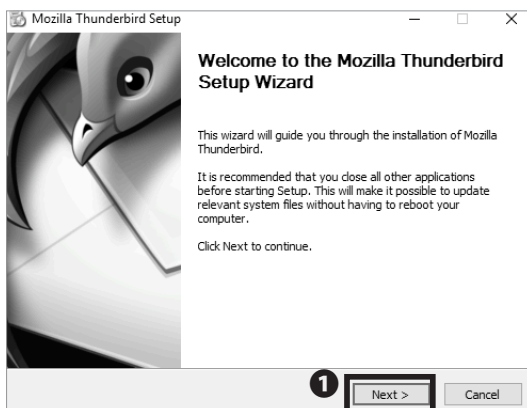 Mozilla Thunderbird Setup
Welcome to the Mozilla Thunderbird
Setup Wizard
This wizard will guide you through the installation of Mozilla
Thunderbird.
It is recommended that you close all other applications
before starting Setup. This will make it possible to update
relevant system files without having to reboot your
computer.
Click Next to continue.
1 Next > Cancel